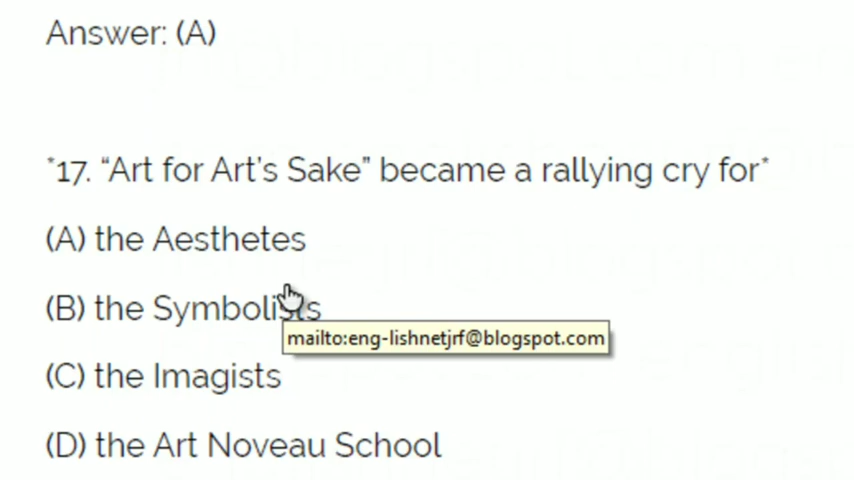 Answer: (A)
*17. “Art for Art’s Sake” became a rallying cry for*
(A) the Aesthetes
(B) the Symbolists
mailto:eng-lishnetjrf@blogspot.com
(C) the Imagists
(D) the Art Noveau School